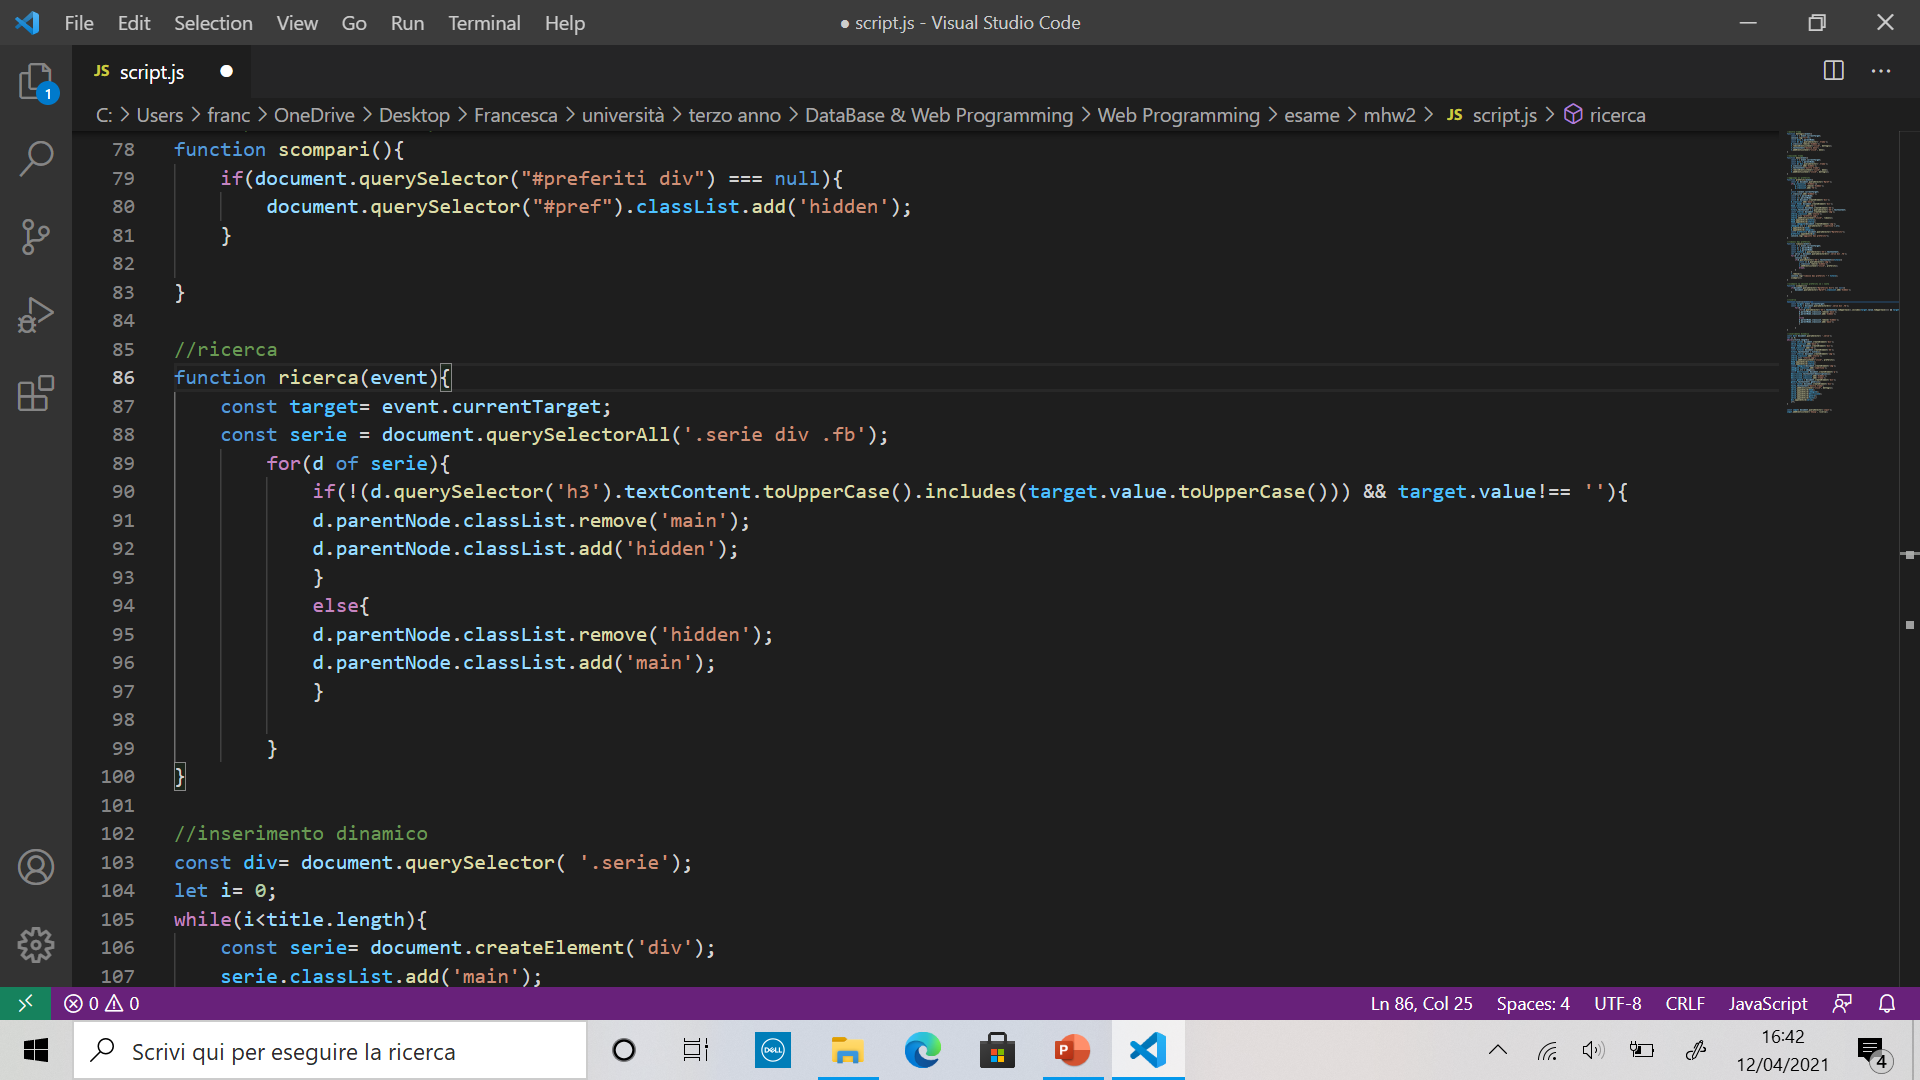 File Edit Selection View Go Run Terminal Help ● script.js - Visual Studio Code
JS script.js ●
C: > Users > franc > OneDrive > Desktop > Francesca > università > terzo anno > DataBase & Web Programming > Web Programming > esame > mhw2 > JS script.js > ricerca
1
78 function scompari(){
79 if(document.querySelector("#preferiti div") === null){
80 document.querySelector("#pref").classList.add('hidden');
81 }
82
83 }
84
85 //ricerca
86 function ricerca(event){
87 const target= event.currentTarget;
88 const serie = document.querySelectorAll('.serie div .fb');
89 for(d of serie){
90 if(!(d.querySelector('h3').textContent.toUpperCase().includes(target.value.toUpperCase())) && target.value!== ''){
91 d.parentNode.classList.remove('main');
92 d.parentNode.classList.add('hidden');
93 }
94 else{
95 d.parentNode.classList.remove('hidden');
96 d.parentNode.classList.add('main');
97 }
98
99 }
100 }
101
102 //inserimento dinamico
103 const div= document.querySelector( '.serie');
104 let i= 0;
105 while(i<title.length){
106 const serie= document.createElement('div');
107 serie.classList.add('main');
0 0 Ln 86, Col 25 Spaces: 4 UTF-8 CRLF JavaScript
Scrivi qui per eseguire la ricerca
DELL
P
16:42
12/04/2021
4